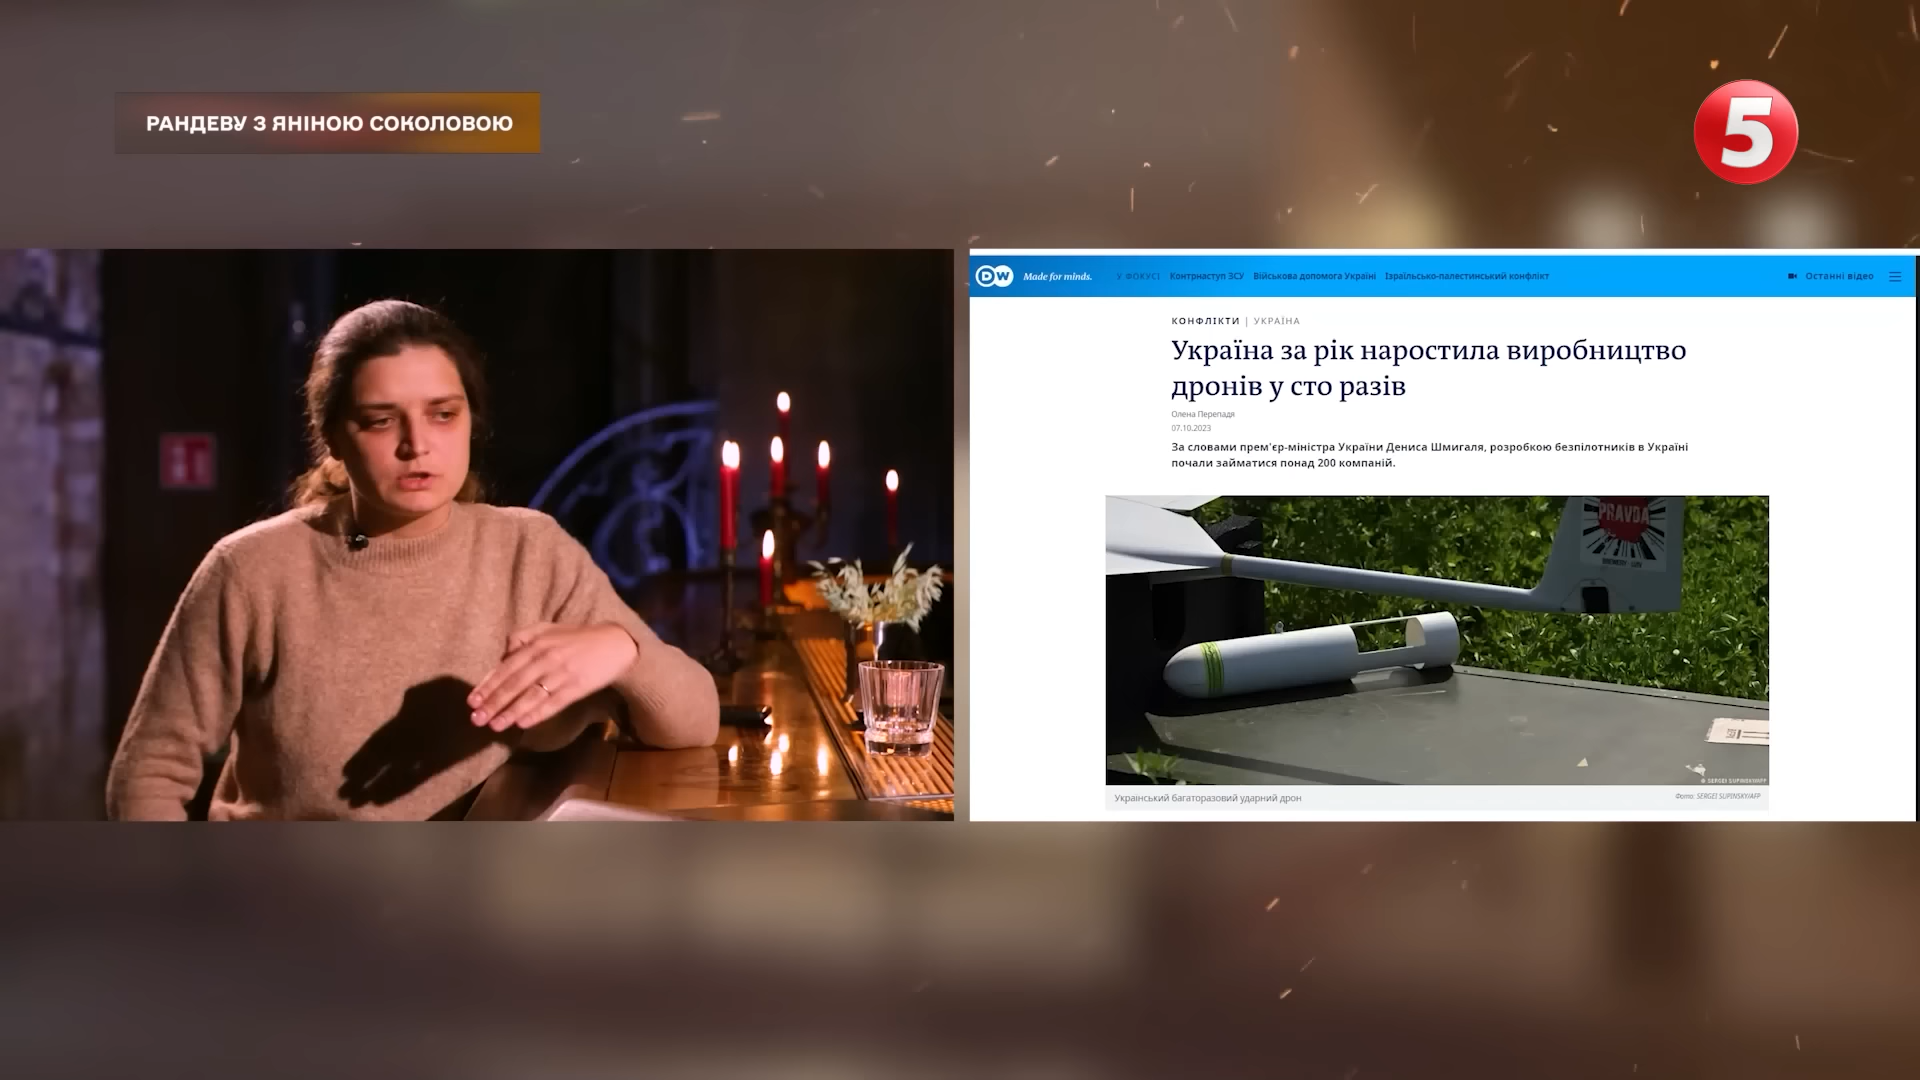 РАНДЕВУ З ЯНІНОЮ СОКОЛОВОЮ
5
DW Made for minds. У ФОКУСІ Контрнаступ ЗСУ Військова допомога Україні Ізраїльсько-палестинський конфлікт Останні відео
КОНФЛІКТИ | УКРАЇНА
Україна за рік наростила виробництво
дронів у сто разів
Олена Перепадя
07.10.2023
За словами прем'єр-міністра України Дениса Шмигаля, розробкою безпілотників в Україні
почали займатися понад 200 компаній.
PRAVDA
© SERGEI SUPINSKY/AFP
Український багаторазовий ударний дрон
Фото: SERGEI SUPINSKY/AFP